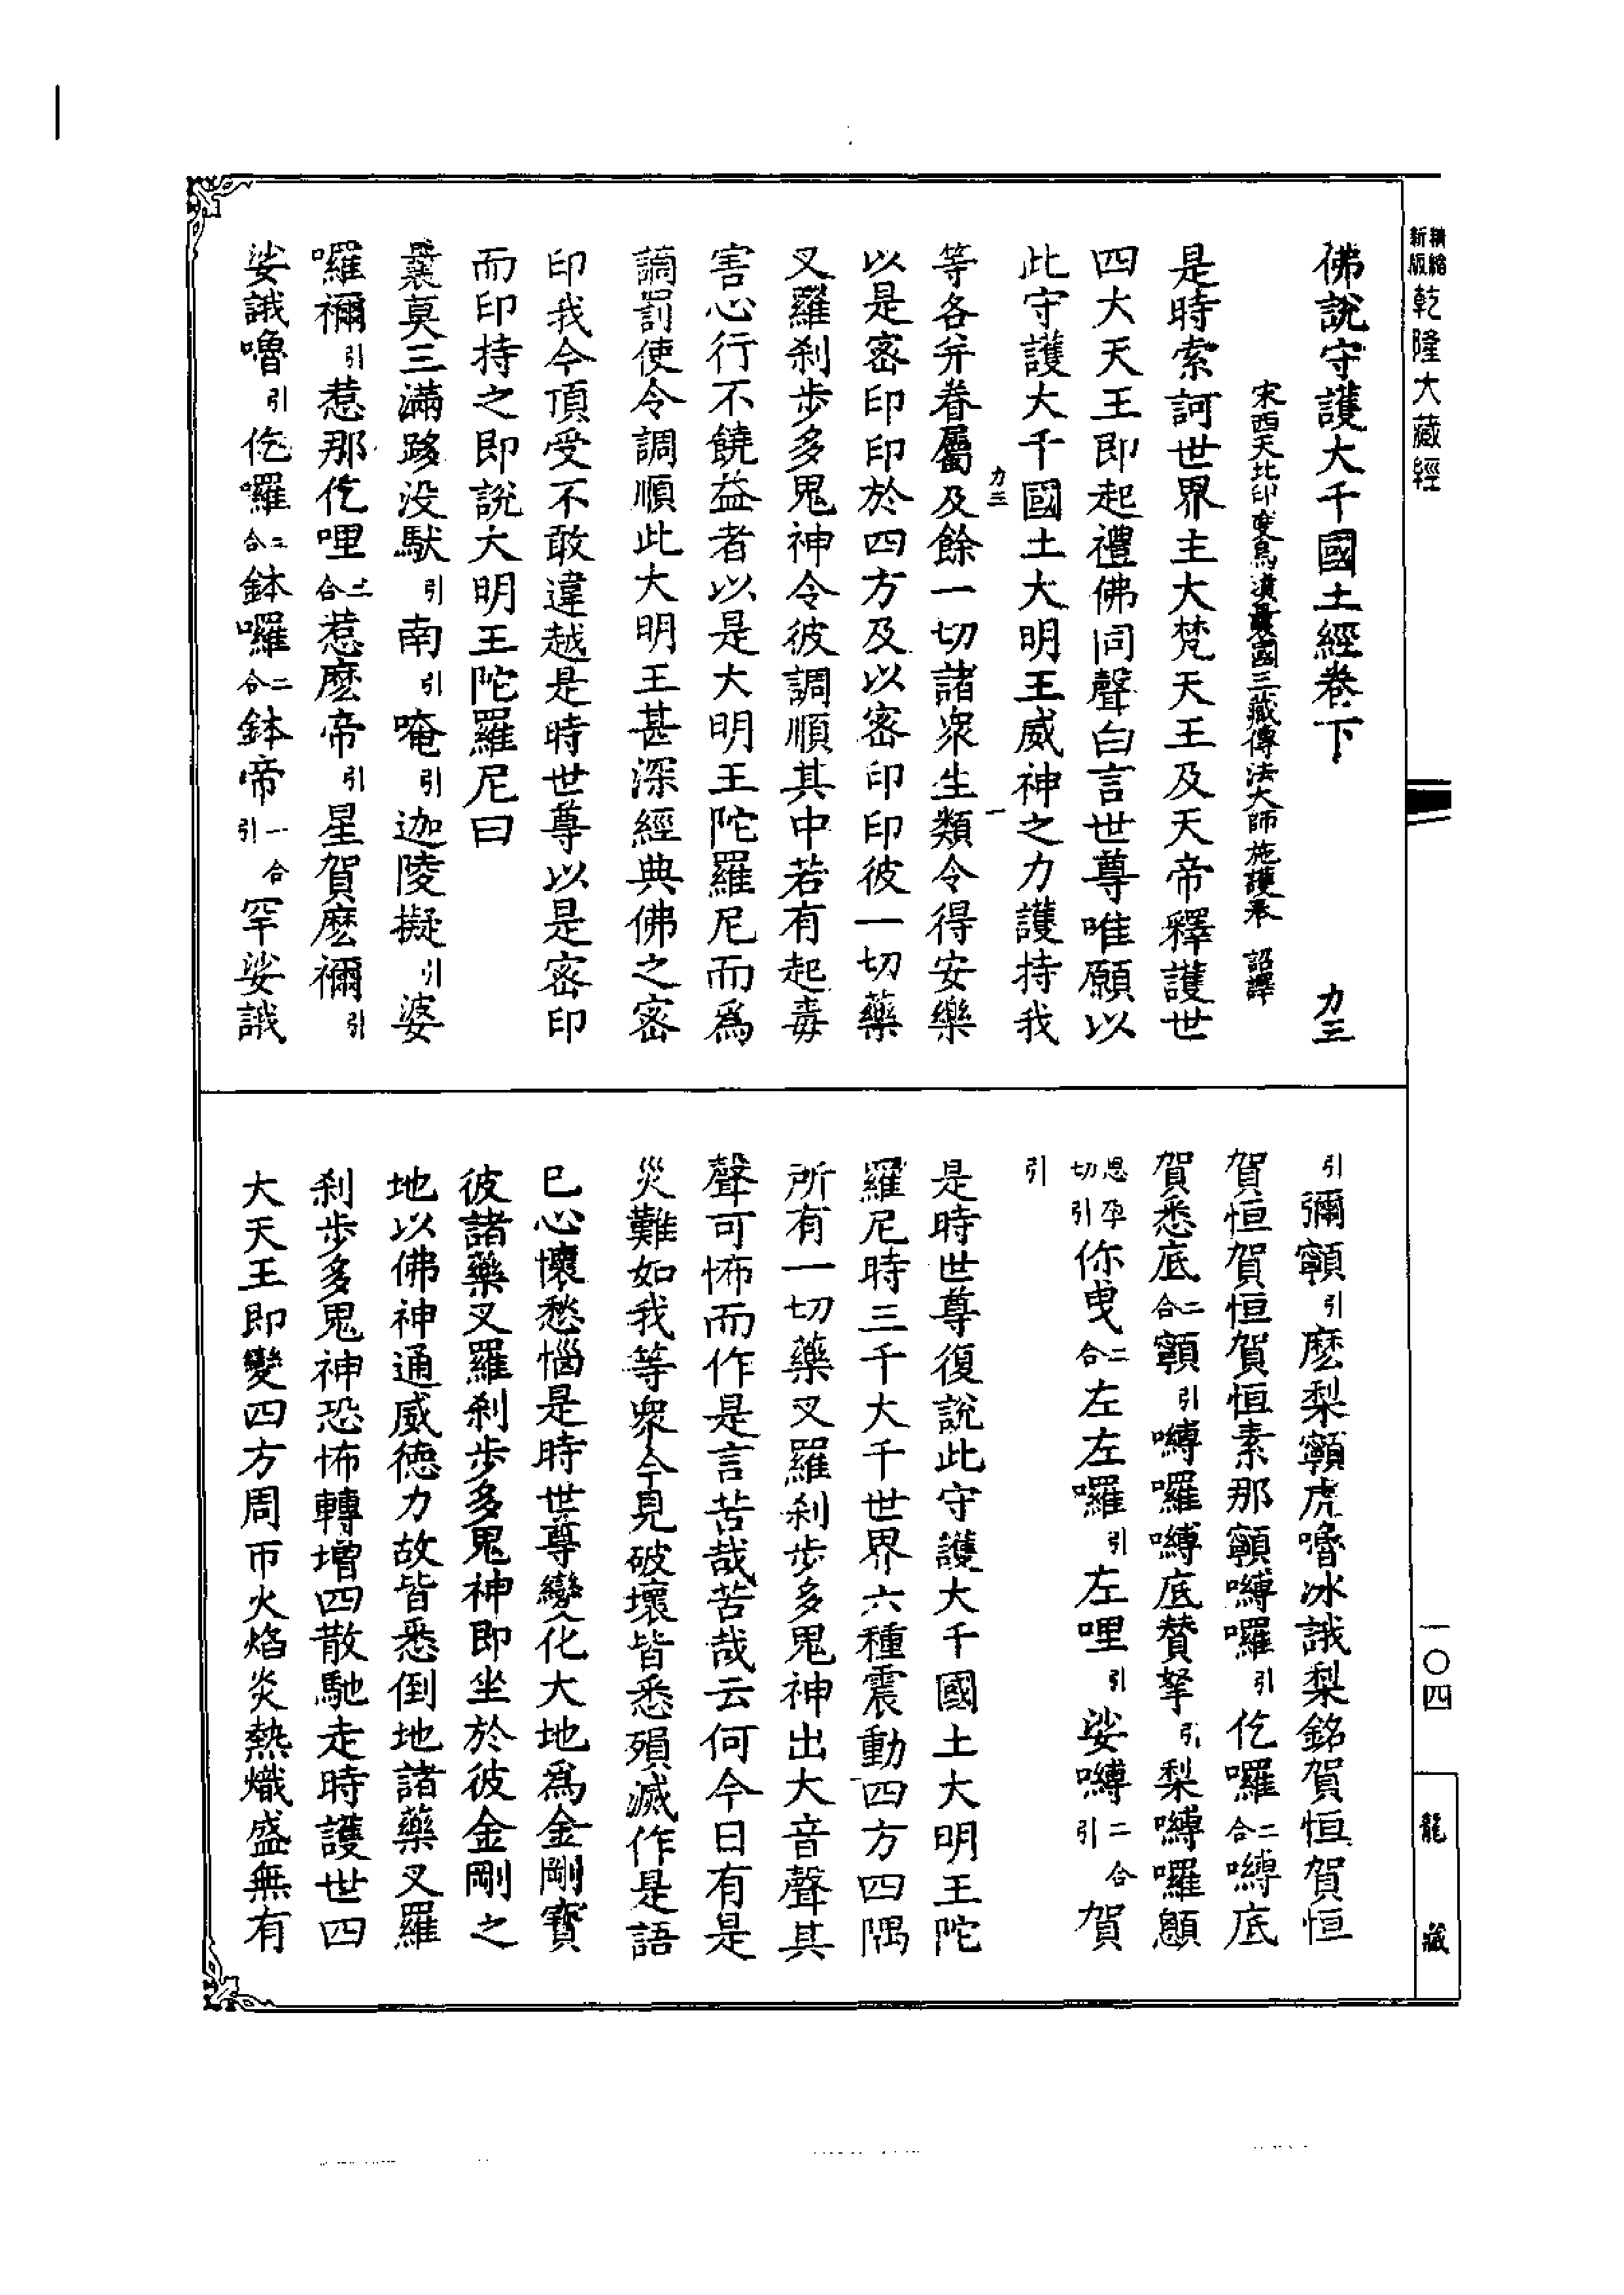 精縮新版乾隆大藏經
一〇四
龍藏
佛說守護大千國土經卷下 力三
宋西天北印度烏填曩國三藏傳法大師施護奉 詔譯
是時索訶世界主大梵天王及天帝釋護世
四大天王即起禮佛同聲白言世尊唯願以
此守護大千國土大明王威神之力護持我
力三 一
等各并眷屬及餘一切諸衆生類令得安樂
以是密印印於四方及以密印印彼一切藥
叉羅剎步多鬼神令彼調順其中若有起毒
害心行不饒益者以是大明王陀羅尼而爲
讁罰使令調順此大明王甚深經典佛之密
印我今頂受不敢違越是時世尊以是密印
而印持之即說大明王陀羅尼曰
曩莫三滿跢没馱引南引唵引迦陵擬引婆
囉禰引惹那仡哩二合惹麽帝引星賀麽禰引
娑誐嚕引仡囉二合鉢囉二合鉢帝一合引罕娑誐
引彌顐引麽梨顐虎嚕冰誐梨銘賀恒賀恒
賀恒賀恒賀恒素那顐嚩囉引仡囉二合嚩底
賀悉底二合顐引嚩囉嚩底贊拏引梨嚩囉顖
思孕切引你曳二合左左囉引左哩引娑嚩二合引賀
引
是時世尊復說此守護大千國土大明王陀
羅尼時三千大千世界六種震動四方四隅
所有一切藥叉羅剎步多鬼神出大音聲其
聲可怖而作是言苦哉苦哉云何今日有是
災難如我等衆今見破壞皆悉殞滅作是語
已心懷愁惱是時世尊變化大地爲金剛寶
彼諸藥叉羅剎步多鬼神即坐於彼金剛之
地以佛神通威德力故皆悉倒地諸藥叉羅
剎步多鬼神恐怖轉增四散馳走時護世四
大天王即變四方周帀火焰炎熱熾盛無有